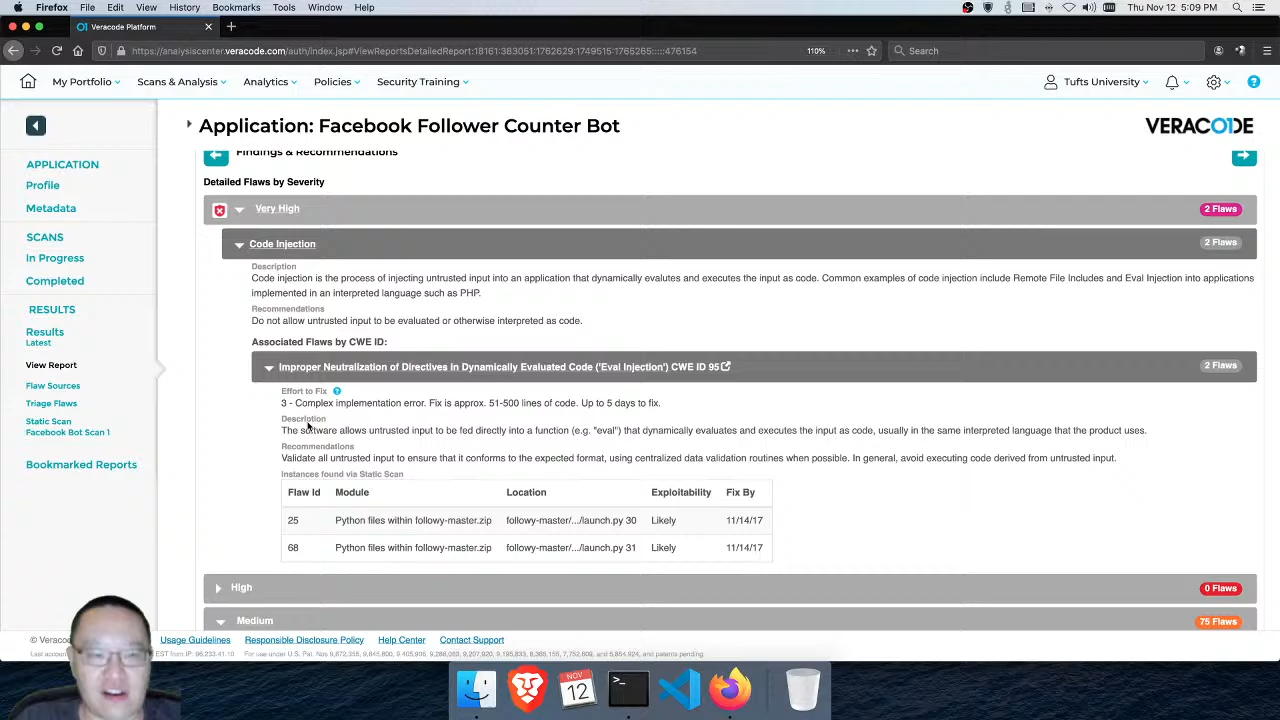 Firefox File Edit View History Bookmarks Tools Window Help Thu Nov 12 5:09 PM
Veracode Platform
https://analysiscenter.veracode.com/auth/index.jsp#ViewReportsDetailedReport:18161:383051:1762629:1749515:1765265:::::476154 110% Search
My Portfolio Scans & Analysis Analytics Policies Security Training Tufts University
Application: Facebook Follower Counter Bot VERACODE
APPLICATION
Profile
Metadata
SCANS
In Progress
Completed
RESULTS
Results
Latest
View Report
Flaw Sources
Triage Flaws
Static Scan
Facebook Bot Scan 1
Bookmarked Reports
Findings & Recommendations
Detailed Flaws by Severity
Very High 2 Flaws
Code Injection 2 Flaws
Description
Code injection is the process of injecting untrusted input into an application that dynamically evalutes and executes the input as code. Common examples of code injection include Remote File Includes and Eval Injection into applications
implemented in an interpreted language such as PHP.
Recommendations
Do not allow untrusted input to be evaluated or otherwise interpreted as code.
Associated Flaws by CWE ID:
Improper Neutralization of Directives in Dynamically Evaluated Code ('Eval Injection') CWE ID 95 2 Flaws
Effort to Fix
3 - Complex implementation error. Fix is approx. 51-500 lines of code. Up to 5 days to fix.
Description
The software allows untrusted input to be fed directly into a function (e.g. "eval") that dynamically evaluates and executes the input as code, usually in the same interpreted language that the product uses.
Recommendations
Validate all untrusted input to ensure that it conforms to the expected format, using centralized data validation routines when possible. In general, avoid executing code derived from untrusted input.
Instances found via Static Scan
Flaw Id Module Location Exploitability Fix By
25 Python files within followy-master.zip followy-master/.../launch.py 30 Likely 11/14/17
68 Python files within followy-master.zip followy-master/.../launch.py 31 Likely 11/14/17
High 0 Flaws
Medium 75 Flaws
© Veraco Usage Guidelines Responsible Disclosure Policy Help Center Contact Support
Last accou EST from IP: 96.233.41.10 For use under U.S. Pat. Nos
NOV
12